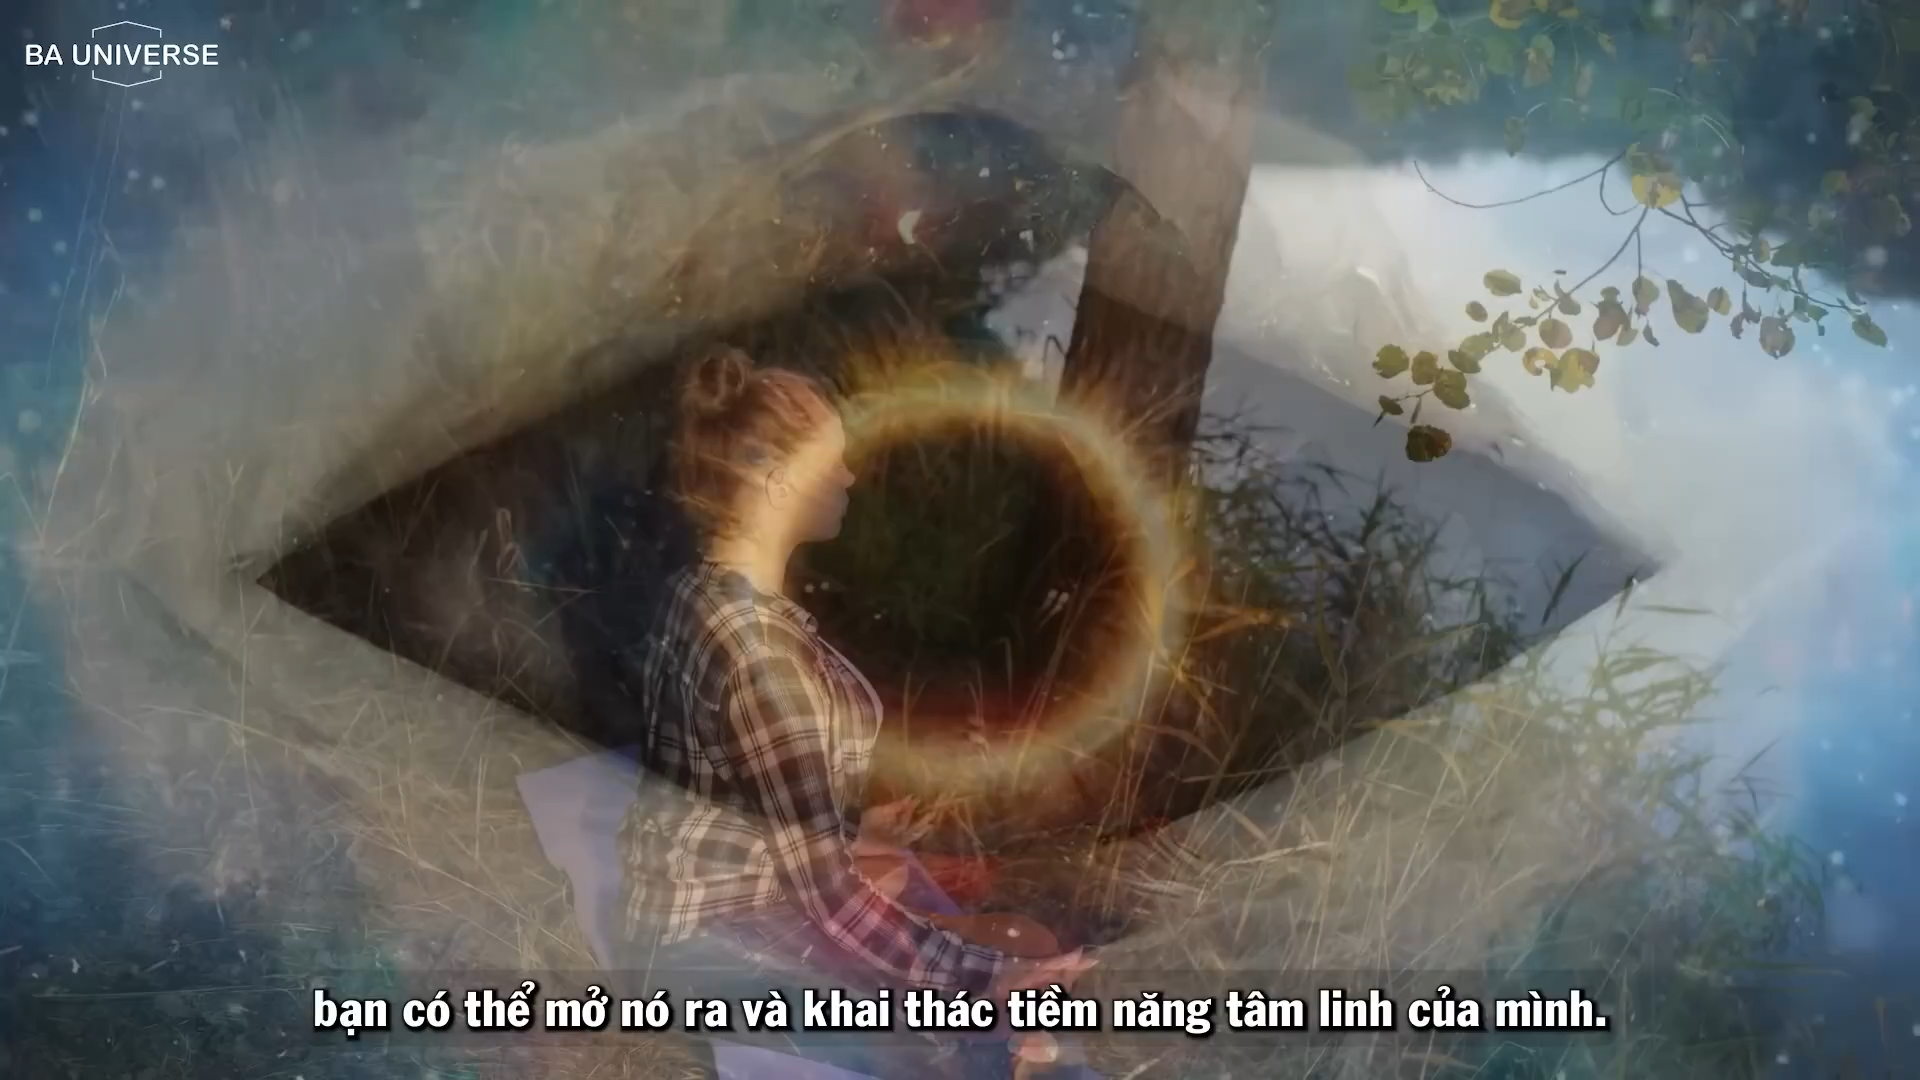 BA UNIVERSE
bạn có thể mở nó ra và khai thác tiềm năng tâm linh của mình.